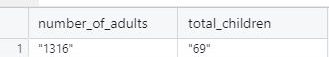 number_of_adults total_children
1 "1316" "69"